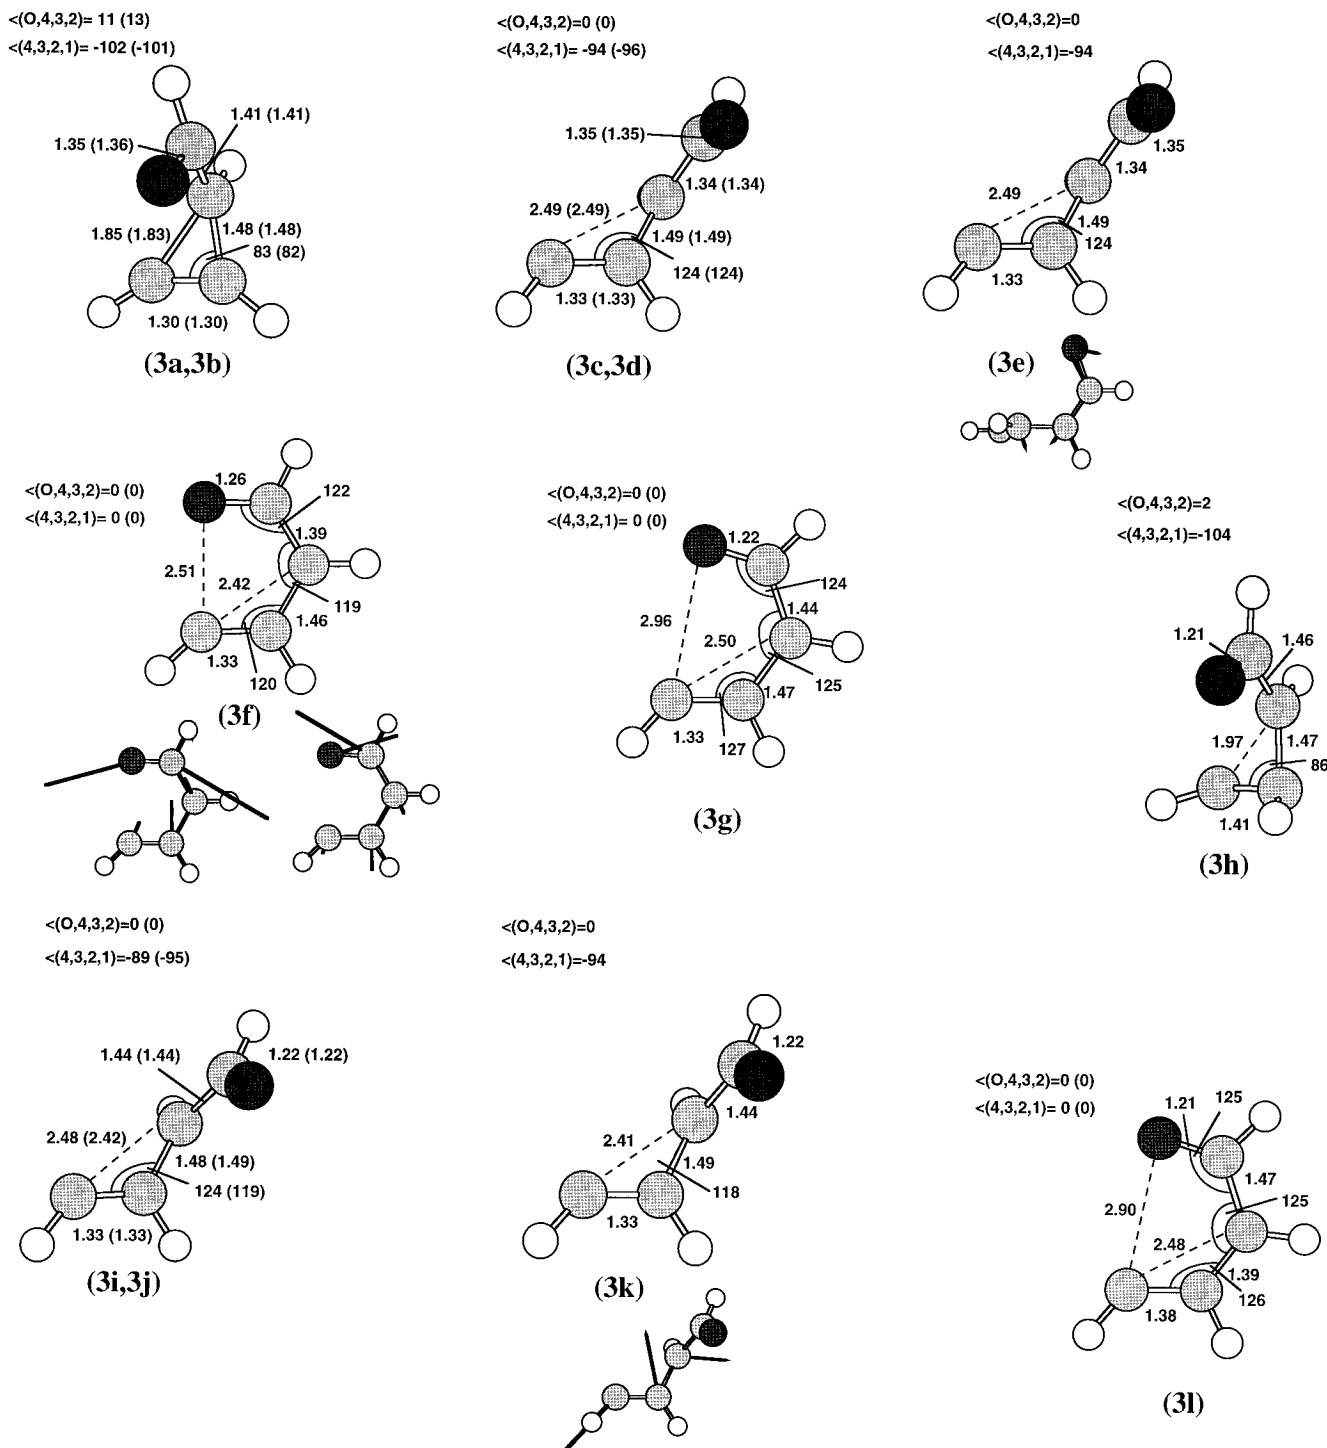 <(O,4,3,2)= 11 (13)
<(4,3,2,1)= -102 (-101)
1.41 (1.41)
1.35 (1.36)
1.85 (1.83)
1.48 (1.48)
83 (82)
1.30 (1.30)
(3a,3b)
<(O,4,3,2)=0 (0)
<(4,3,2,1)= -94 (-96)
1.35 (1.35)
1.34 (1.34)
2.49 (2.49)
1.49 (1.49)
124 (124)
1.33 (1.33)
(3c,3d)
<(O,4,3,2)=0
<(4,3,2,1)=-94
1.35
1.34
2.49
1.49
124
1.33
(3e)
<(O,4,3,2)=0 (0)
<(4,3,2,1)= 0 (0)
1.26
122
1.39
2.51
2.42
119
1.46
1.33
120
(3f)
<(O,4,3,2)=0 (0)
<(4,3,2,1)= 0 (0)
1.22
124
1.44
2.96
2.50
125
1.47
1.33
127
(3g)
<(O,4,3,2)=2
<(4,3,2,1)=-104
1.21
1.46
1.97
1.47
86
1.41
(3h)
<(O,4,3,2)=0 (0)
<(4,3,2,1)=-89 (-95)
1.44 (1.44)
1.22 (1.22)
2.48 (2.42)
1.48 (1.49)
124 (119)
1.33 (1.33)
(3i,3j)
<(O,4,3,2)=0
<(4,3,2,1)=-94
1.22
1.44
2.41
1.49
118
1.33
(3k)
<(O,4,3,2)=0 (0)
<(4,3,2,1)= 0 (0)
1.21
125
1.47
2.90
125
2.48
1.39
126
1.38
(3l)